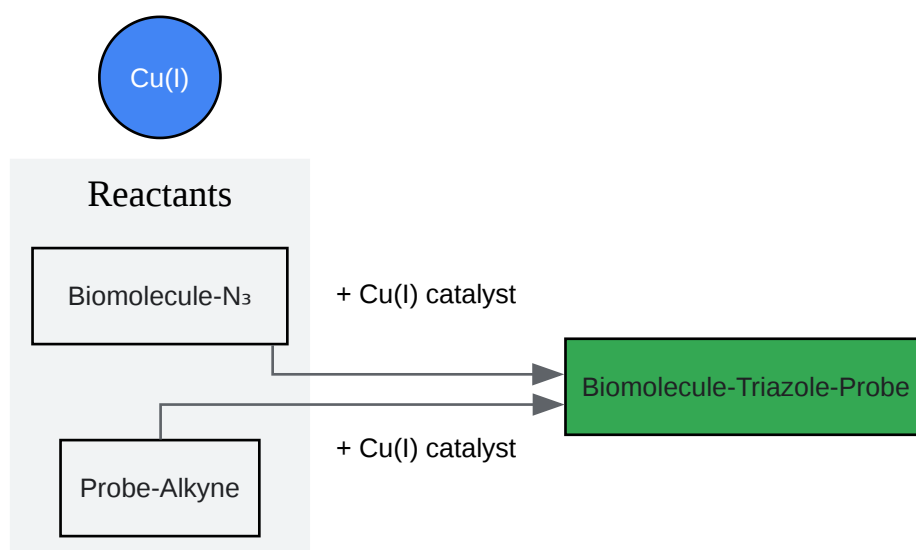 Cu(I)
Reactants
Biomolecule-N₃
+ Cu(I) catalyst
Biomolecule-Triazole-Probe
+ Cu(I) catalyst
Probe-Alkyne